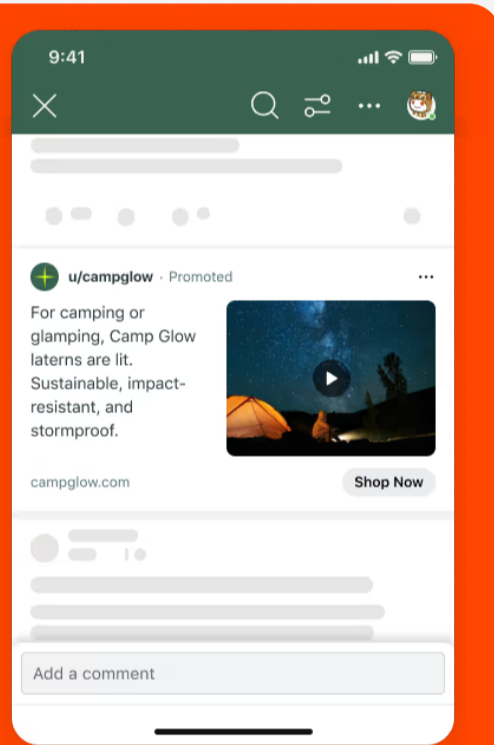 9:41
u/campglow · Promoted
For camping or
glamping, Camp Glow
laterns are lit.
Sustainable, impact-
resistant, and
stormproof.
campglow.com
Shop Now
Add a comment